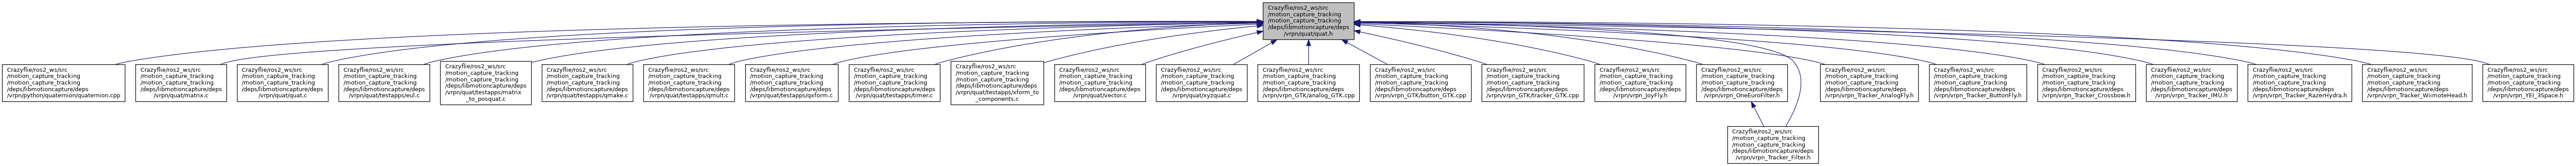 Crazyflie/ros2_ws/src
/motion_capture_tracking
/motion_capture_tracking
/deps/libmotioncapture/deps
/vrpn/quat/quat.h
Crazyflie/ros2_ws/src
/motion_capture_tracking
/motion_capture_tracking
/deps/libmotioncapture/deps
/vrpn/python/quaternion/quaternion.cpp
Crazyflie/ros2_ws/src
/motion_capture_tracking
/motion_capture_tracking
/deps/libmotioncapture/deps
/vrpn/quat/matrix.c
Crazyflie/ros2_ws/src
/motion_capture_tracking
/motion_capture_tracking
/deps/libmotioncapture/deps
/vrpn/quat/quat.c
Crazyflie/ros2_ws/src
/motion_capture_tracking
/motion_capture_tracking
/deps/libmotioncapture/deps
/vrpn/quat/testapps/eul.c
Crazyflie/ros2_ws/src
/motion_capture_tracking
/motion_capture_tracking
/deps/libmotioncapture/deps
/vrpn/quat/testapps/matrix
_to_posquat.c
Crazyflie/ros2_ws/src
/motion_capture_tracking
/motion_capture_tracking
/deps/libmotioncapture/deps
/vrpn/quat/testapps/qmake.c
Crazyflie/ros2_ws/src
/motion_capture_tracking
/motion_capture_tracking
/deps/libmotioncapture/deps
/vrpn/quat/testapps/qmult.c
Crazyflie/ros2_ws/src
/motion_capture_tracking
/motion_capture_tracking
/deps/libmotioncapture/deps
/vrpn/quat/testapps/qxform.c
Crazyflie/ros2_ws/src
/motion_capture_tracking
/motion_capture_tracking
/deps/libmotioncapture/deps
/vrpn/quat/testapps/timer.c
Crazyflie/ros2_ws/src
/motion_capture_tracking
/motion_capture_tracking
/deps/libmotioncapture/deps
/vrpn/quat/testapps/xform_to
_components.c
Crazyflie/ros2_ws/src
/motion_capture_tracking
/motion_capture_tracking
/deps/libmotioncapture/deps
/vrpn/quat/vector.c
Crazyflie/ros2_ws/src
/motion_capture_tracking
/motion_capture_tracking
/deps/libmotioncapture/deps
/vrpn/quat/xyzquat.c
Crazyflie/ros2_ws/src
/motion_capture_tracking
/motion_capture_tracking
/deps/libmotioncapture/deps
/vrpn/vrpn_GTK/analog_GTK.cpp
Crazyflie/ros2_ws/src
/motion_capture_tracking
/motion_capture_tracking
/deps/libmotioncapture/deps
/vrpn/vrpn_GTK/button_GTK.cpp
Crazyflie/ros2_ws/src
/motion_capture_tracking
/motion_capture_tracking
/deps/libmotioncapture/deps
/vrpn/vrpn_GTK/tracker_GTK.cpp
Crazyflie/ros2_ws/src
/motion_capture_tracking
/motion_capture_tracking
/deps/libmotioncapture/deps
/vrpn/vrpn_JoyFly.h
Crazyflie/ros2_ws/src
/motion_capture_tracking
/motion_capture_tracking
/deps/libmotioncapture/deps
/vrpn/vrpn_OneEuroFilter.h
Crazyflie/ros2_ws/src
/motion_capture_tracking
/motion_capture_tracking
/deps/libmotioncapture/deps
/vrpn/vrpn_Tracker_AnalogFly.h
Crazyflie/ros2_ws/src
/motion_capture_tracking
/motion_capture_tracking
/deps/libmotioncapture/deps
/vrpn/vrpn_Tracker_ButtonFly.h
Crazyflie/ros2_ws/src
/motion_capture_tracking
/motion_capture_tracking
/deps/libmotioncapture/deps
/vrpn/vrpn_Tracker_Crossbow.h
Crazyflie/ros2_ws/src
/motion_capture_tracking
/motion_capture_tracking
/deps/libmotioncapture/deps
/vrpn/vrpn_Tracker_IMU.h
Crazyflie/ros2_ws/src
/motion_capture_tracking
/motion_capture_tracking
/deps/libmotioncapture/deps
/vrpn/vrpn_Tracker_RazerHydra.h
Crazyflie/ros2_ws/src
/motion_capture_tracking
/motion_capture_tracking
/deps/libmotioncapture/deps
/vrpn/vrpn_Tracker_WiimoteHead.h
Crazyflie/ros2_ws/src
/motion_capture_tracking
/motion_capture_tracking
/deps/libmotioncapture/deps
/vrpn/vrpn_YEI_3Space.h
Crazyflie/ros2_ws/src
/motion_capture_tracking
/motion_capture_tracking
/deps/libmotioncapture/deps
/vrpn/vrpn_Tracker_Filter.h